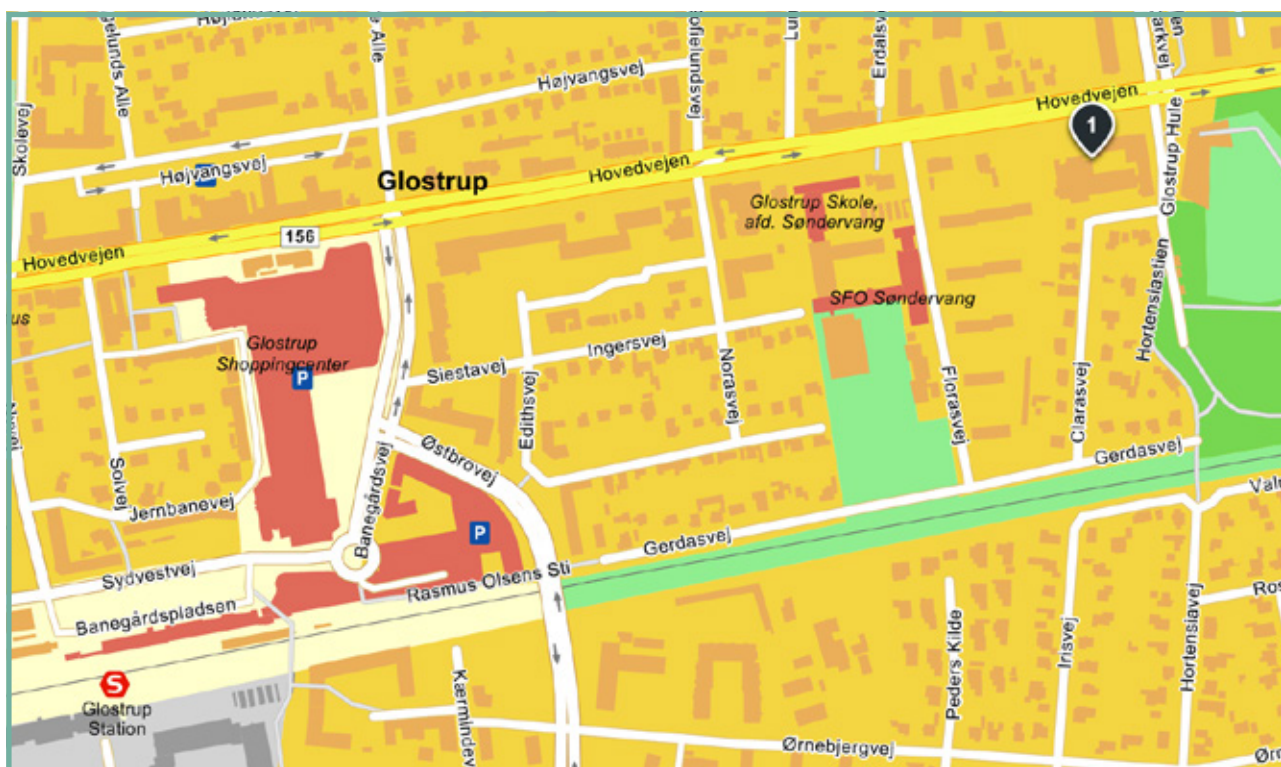 Højvangsvej
Erdalsvej
Skolevej
Højvangsvej
P
Glostrup
Hovedvejen
Hovedvejen
1
Glostrup Hule
156
Hovedvejen
Glostrup Skole,
afd. Søndervang
SFO Søndervang
Hortensiastien
Glostrup
Shoppingcenter
P
Siestavej
Ingersvej
Norasvej
Edithsvej
Florasvej
Clarasvej
Gerdasvej
Solvej
Jernbanevej
Banegårdsvej
Østbrovej
P
Gerdasvej
Sydvestvej
Rasmus Olsens Sti
Banegårdspladsen
Peders Kilde
Irisvej
Hortensiavej
S
Glostrup
Station
Ørnebjergvej